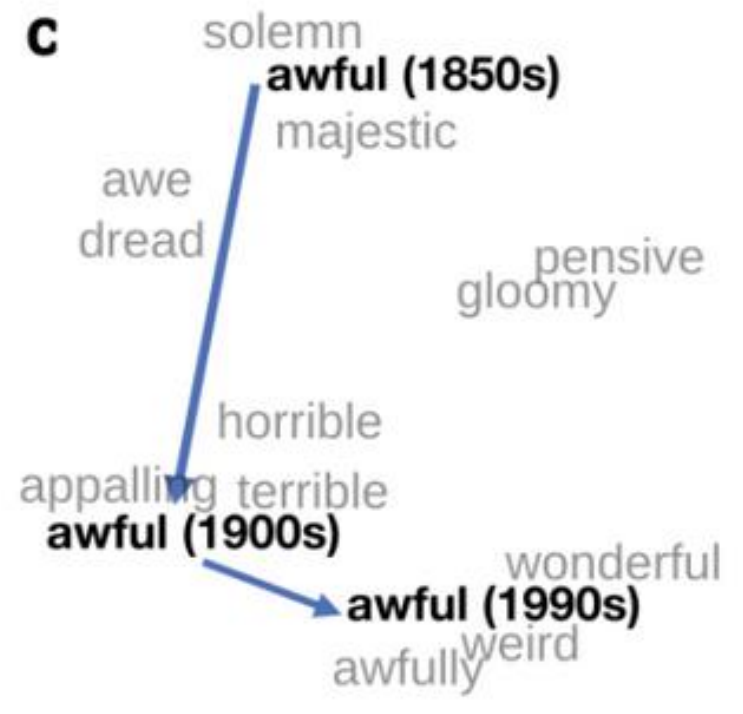 c
solemn
awful (1850s)
majestic
awe
dread
pensive
gloomy
horrible
appalling terrible
awful (1900s)
wonderful
awful (1990s)
weird
awfully